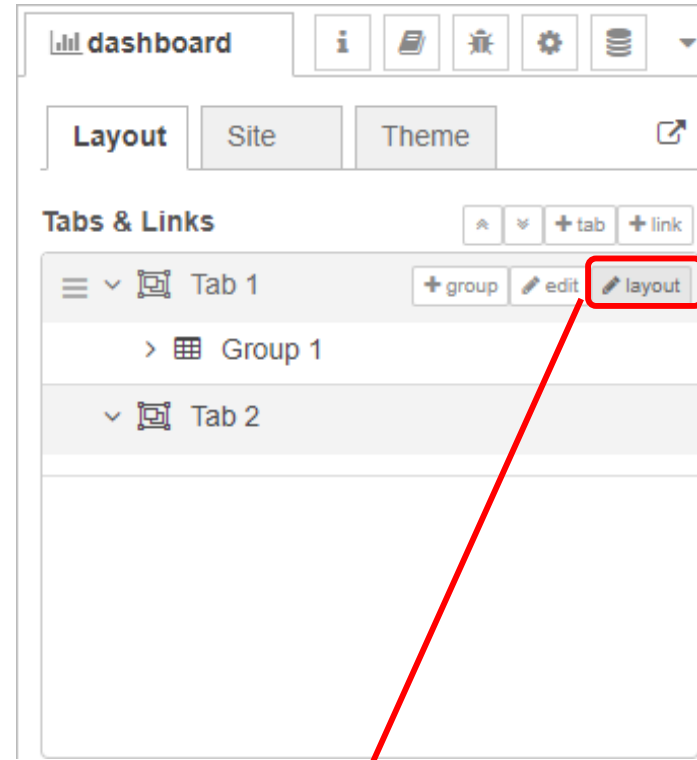 dashboard i
Layout Site Theme
Tabs & Links tab link
Tab 1 group edit layout
Group 1
Tab 2